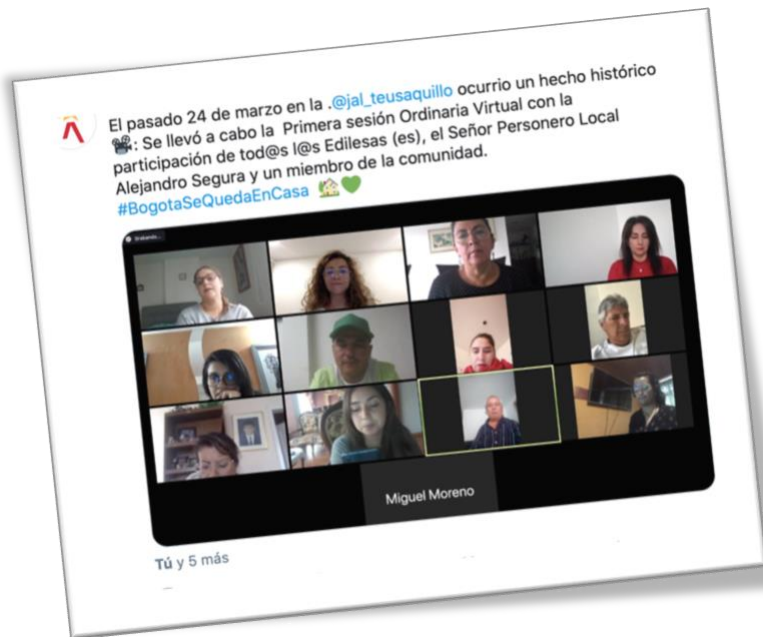 El pasado 24 de marzo en la .@jal_teusaquillo ocurrio un hecho histórico
🎥: Se llevó a cabo la Primera sesión Ordinaria Virtual con la
participación de tod@s l@s Edilesas (es), el Señor Personero Local
Alejandro Segura y un miembro de la comunidad.
#BogotaSeQuedaEnCasa 🏡💚
Miguel Moreno
Tú y 5 más